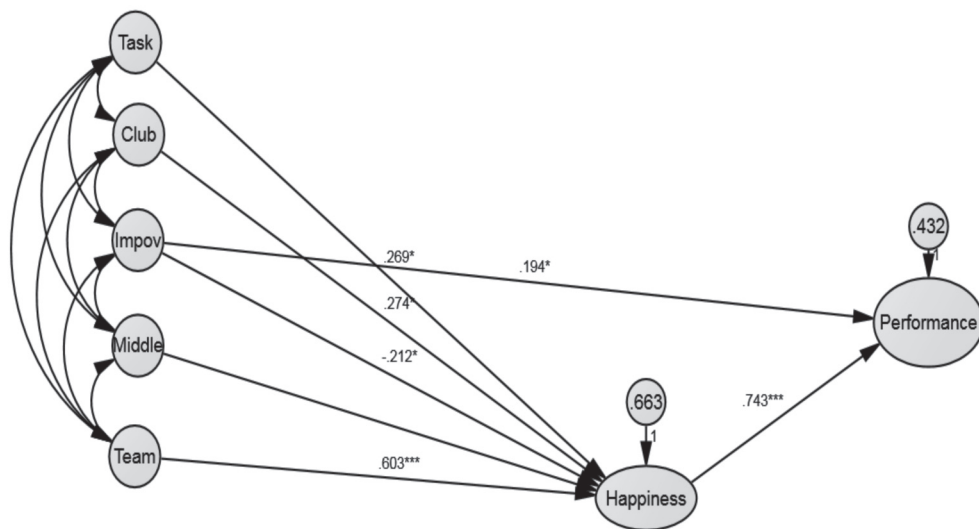 Task
Club
Impov
Middle
Team
.269*
.274*
-.212*
.603***
.194*
.743***
.663
1
Happiness
.432
1
Performance